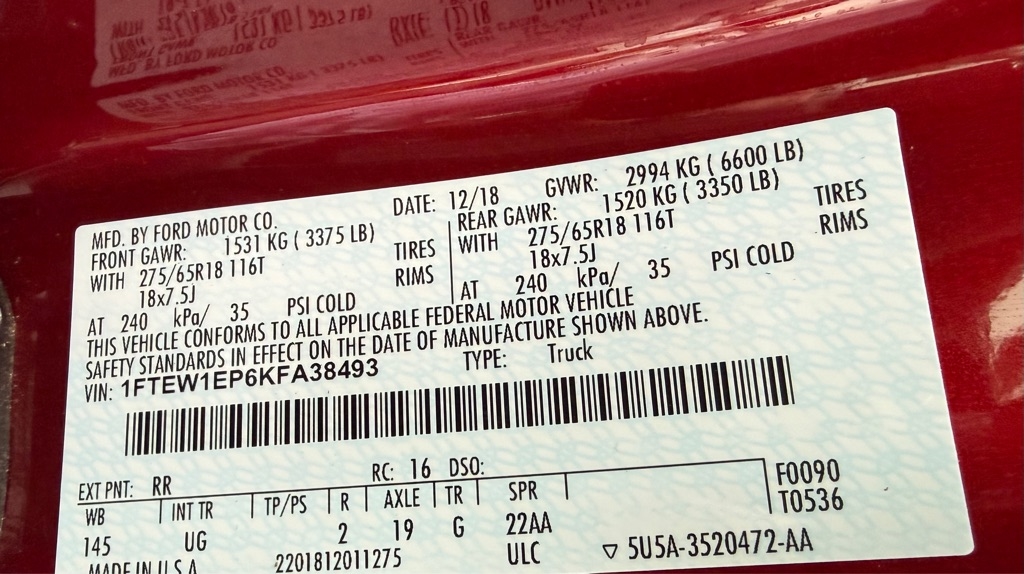 MFD. BY FORD MOTOR CO. DATE: 12/18 GVWR: 2994 KG ( 6600 LB)
FRONT GAWR: 1531 KG ( 3375 LB) REAR GAWR: 1520 KG ( 3350 LB)
WITH 275/65R18 116T TIRES WITH 275/65R18 116T TIRES
18x7.5J RIMS 18x7.5J RIMS
AT 240 kPa/ 35 PSI COLD AT 240 kPa/ 35 PSI COLD
THIS VEHICLE CONFORMS TO ALL APPLICABLE FEDERAL MOTOR VEHICLE
SAFETY STANDARDS IN EFFECT ON THE DATE OF MANUFACTURE SHOWN ABOVE.
VIN: 1FTEW1EP6KFA38493 TYPE: Truck
EXT PNT: RR RC: 16 DSO: F0090
WB INT TR TP/PS R AXLE TR SPR T0536
145 UG 2 19 G 22AA
MADE IN U.S.A. 2201812011275 ULC ▽ 5U5A-3520472-AA